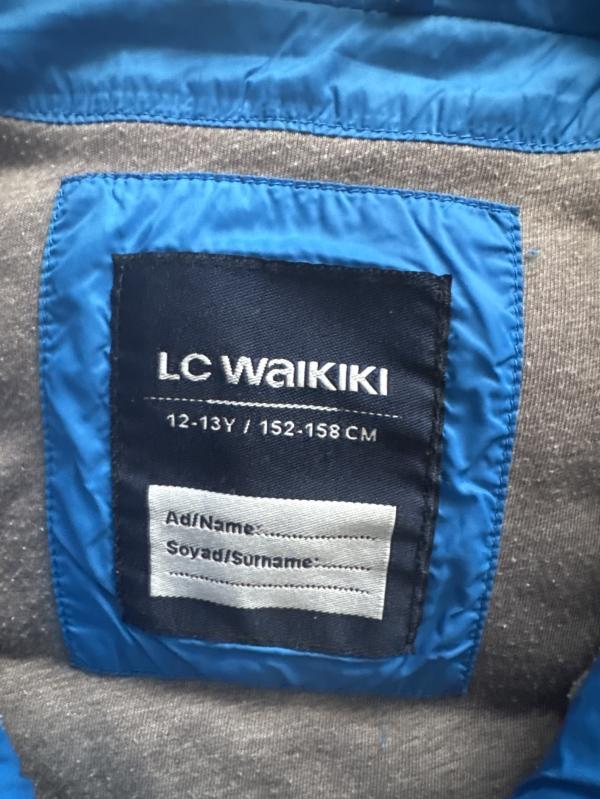 LC WAIKIKI
12-13Y / 152-158 CM
Ad/Name:......................
Soyad/Surname:..........
..........................................